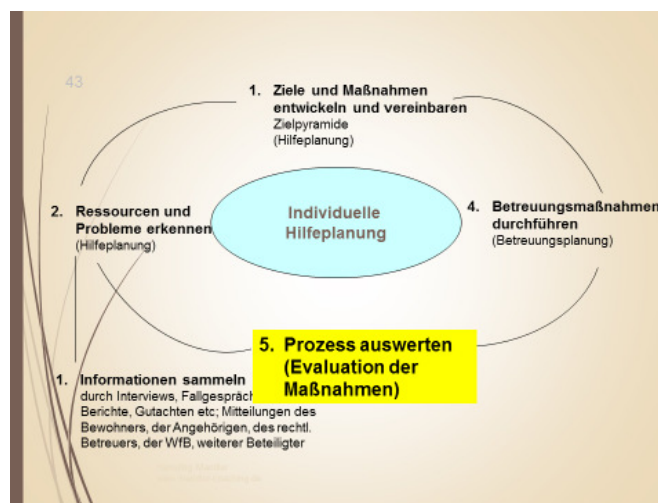 43
1. Ziele und Maßnahmen
entwickeln und vereinbaren
Zielpyramide
(Hilfeplanung)
2. Ressourcen und
Probleme erkennen
(Hilfeplanung)
Individuelle
Hilfeplanung
4. Betreuungsmaßnahmen
durchführen
(Betreuungsplanung)
5. Prozess auswerten
(Evaluation der
Maßnahmen)
1. Informationen sammeln
durch Interviews, Fallgespräch
Berichte, Gutachten etc; Mitteilungen des
Bewohners, der Angehörigen, des rechtl.
Betreuers, der WfB, weiterer Beteiligter